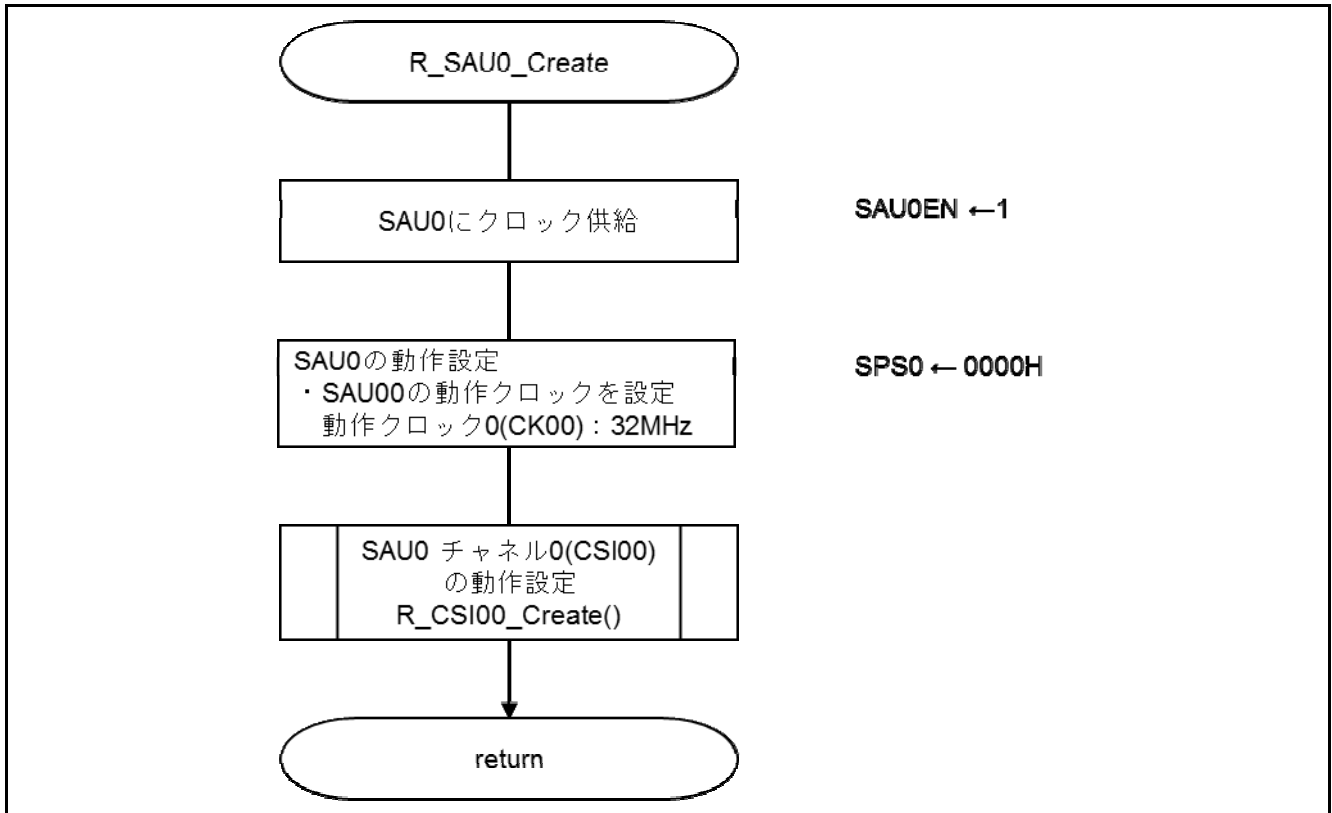 R_SAU0_Create
SAU0にクロック供給
SAU0EN ←1
SAU0の動作設定
・SAU00の動作クロックを設定
動作クロック0(CK00)：32MHz
SPS0 ← 0000H
SAU0 チャネル0(CSI00)
の動作設定
R_CSI00_Create()
return